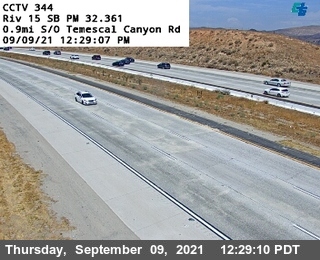 CCTV 344
Riv 15 SB PM 32.361
0.9mi S/O Temescal Canyon Rd
09/09/21 12:29:07 PM
Thursday, September 09, 2021 12:29:10 PDT